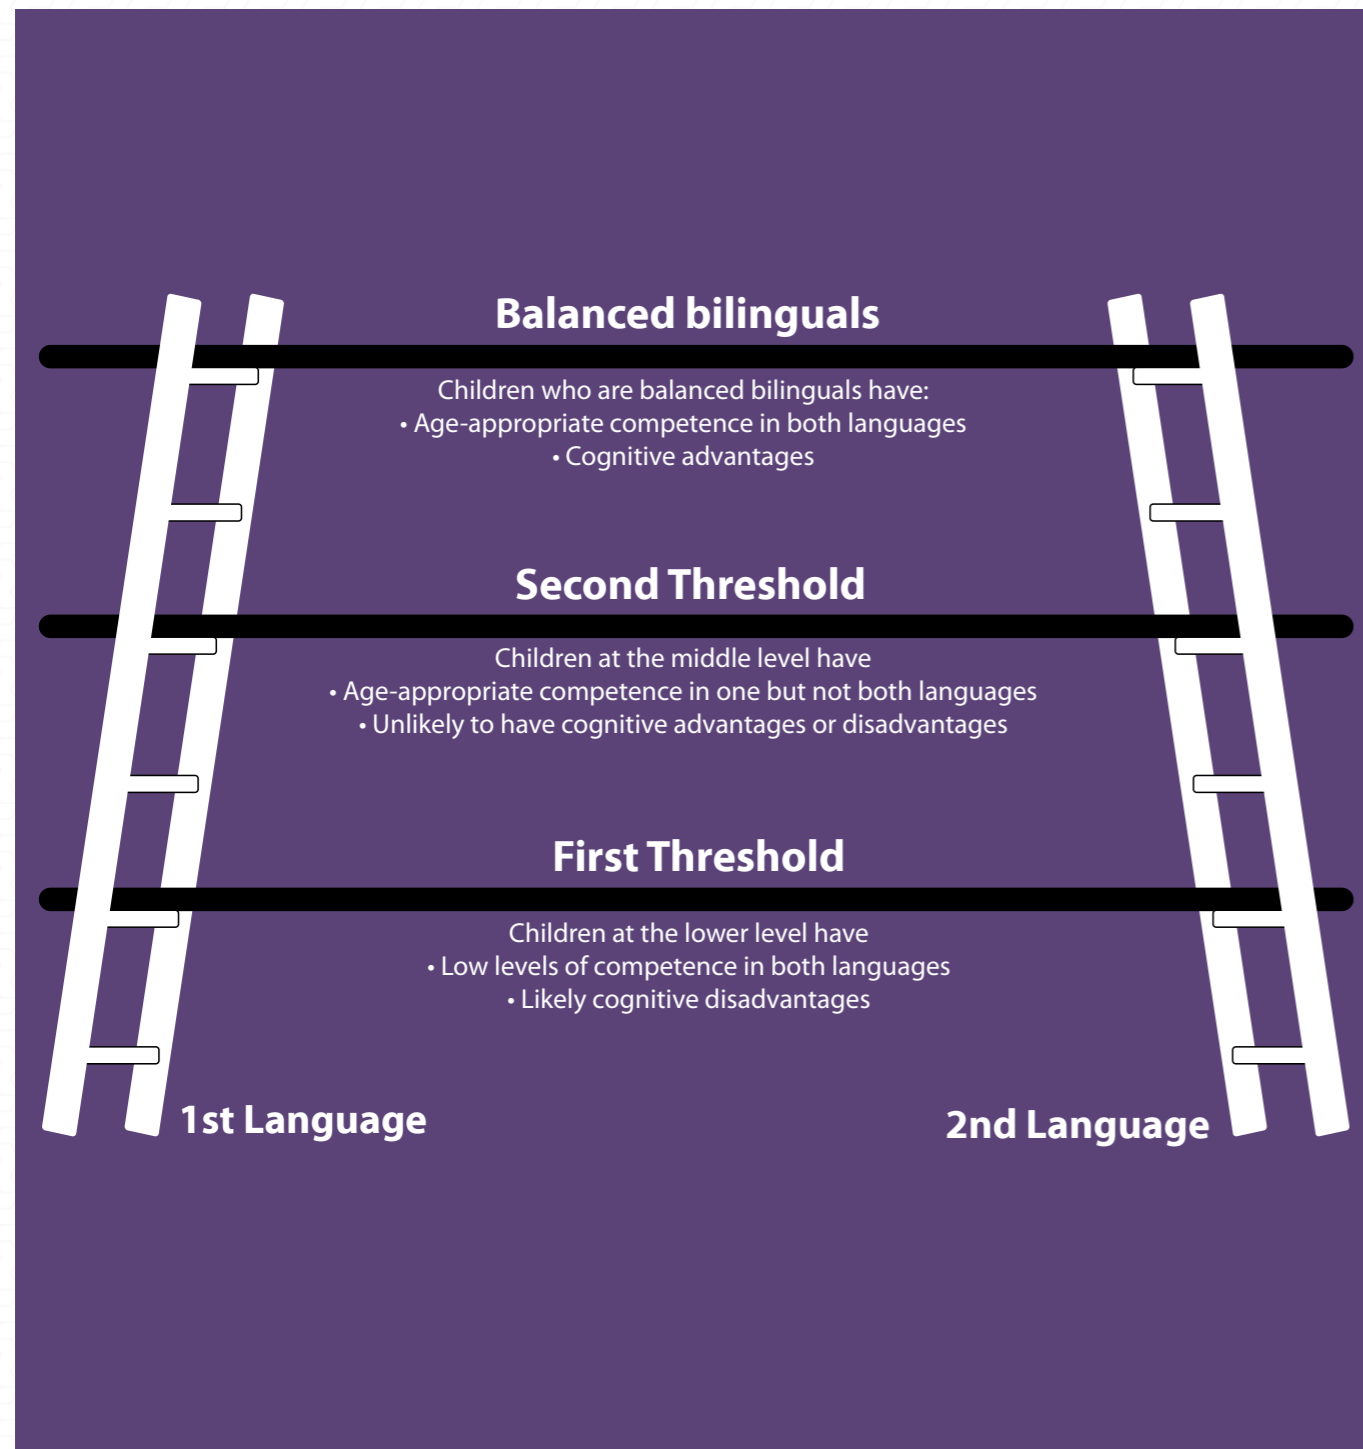 Balanced bilinguals
Children who are balanced bilinguals have:
• Age-appropriate competence in both languages
• Cognitive advantages
Second Threshold
Children at the middle level have
• Age-appropriate competence in one but not both languages
• Unlikely to have cognitive advantages or disadvantages
First Threshold
Children at the lower level have
• Low levels of competence in both languages
• Likely cognitive disadvantages
1st Language
2nd Language